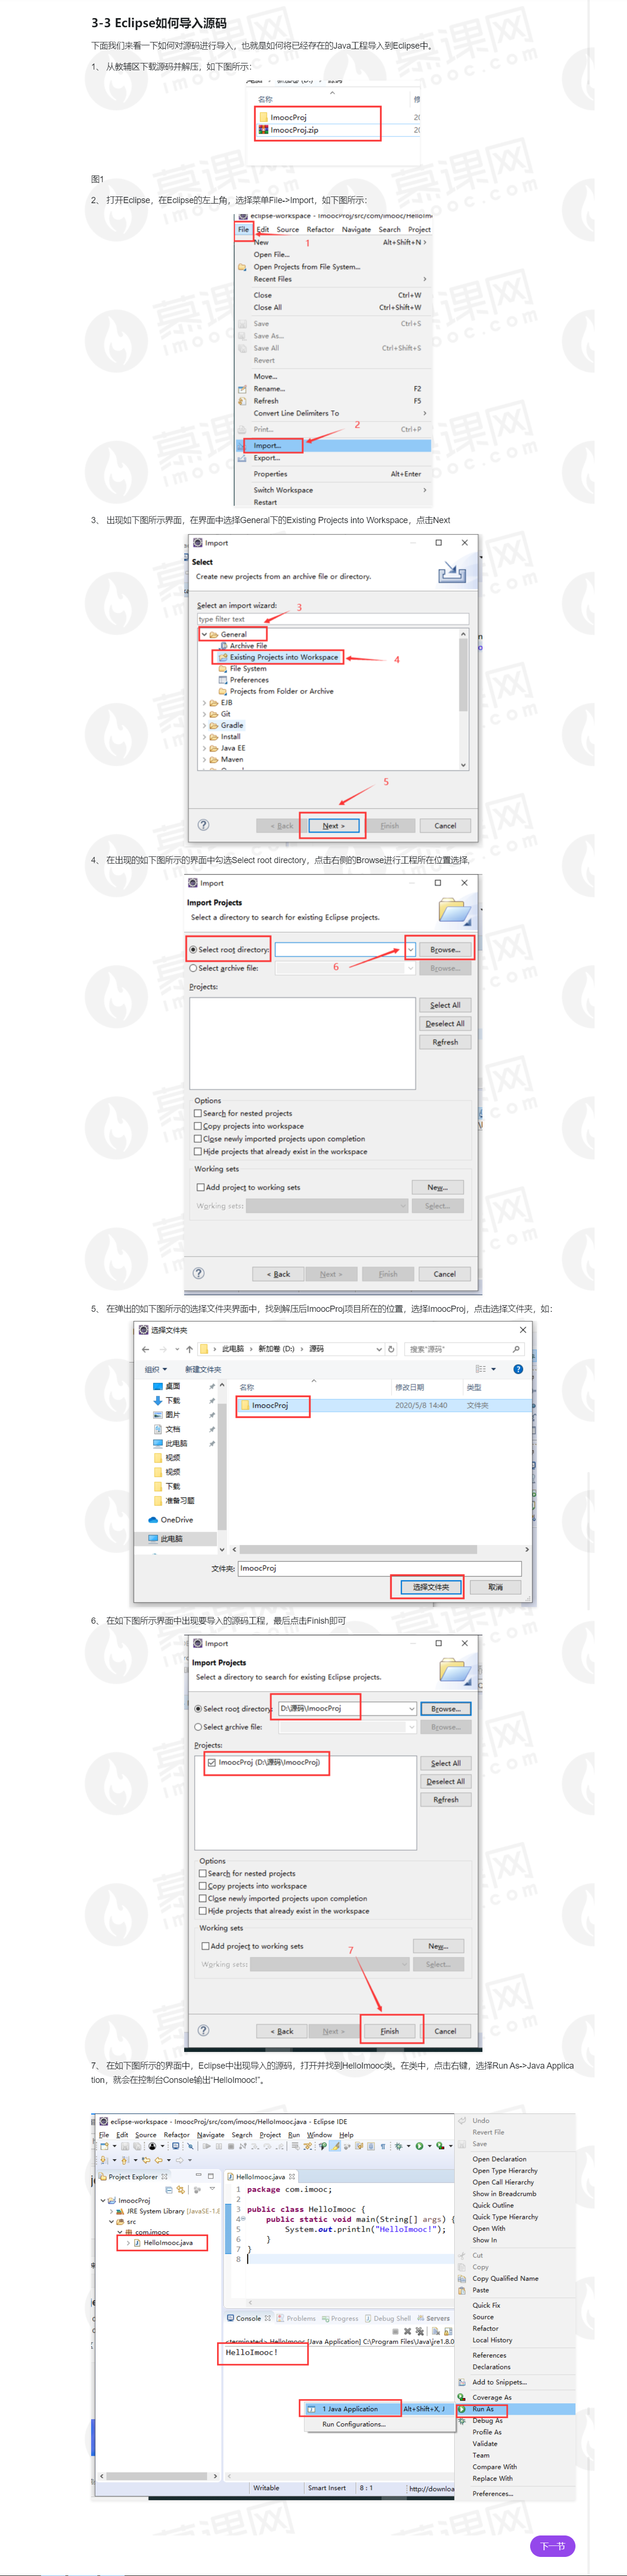 3-3 Eclipse如何导入源码
下面我们来看一下如何对源码进行导入，也就是如何将已经存在的Java工程导入到Eclipse中。
1、 从教辅区下载源码并解压，如下图所示：
名称
ImoocProj
ImoocProj.zip
图1
2、 打开Eclipse，在Eclipse的左上角，选择菜单File->Import，如下图所示：
eclipse-workspace - ImoocProj/src/com/imooc/HelloIm
File Edit Source Refactor Navigate Search Project
1
New Alt+Shift+N >
Open File...
Open Projects from File System...
Recent Files >
Close Ctrl+W
Close All Ctrl+Shift+W
Save Ctrl+S
Save As...
Save All Ctrl+Shift+S
Revert
Move...
Rename... F2
Refresh F5
Convert Line Delimiters To >
2
Print... Ctrl+P
Import...
Export...
Properties Alt+Enter
Switch Workspace >
Restart
3、 出现如下图所示界面，在界面中选择General下的Existing Projects into Workspace，点击Next
Import
Select
Create new projects from an archive file or directory.
Select an import wizard:
3
type filter text
General
Archive File
Existing Projects into Workspace
4
File System
Preferences
Projects from Folder or Archive
EJB
Git
Gradle
Install
Java EE
Maven
5
< Back Next > Finish Cancel
4、 在出现的如下图所示的界面中勾选Select root directory，点击右侧的Browse进行工程所在位置选择,
Import
Import Projects
Select a directory to search for existing Eclipse projects.
Select root directory: Browse...
6
Select archive file: Browse...
Projects:
Select All
Deselect All
Refresh
Options
Search for nested projects
Copy projects into workspace
Close newly imported projects upon completion
Hide projects that already exist in the workspace
Working sets
Add project to working sets New...
Working sets: Select...
< Back Next > Finish Cancel
5、 在弹出的如下图所示的选择文件夹界面中，找到解压后ImoocProj项目所在的位置，选择ImoocProj，点击选择文件夹，如：
选择文件夹
此电脑 > 新加卷 (D:) > 源码 搜索"源码"
组织 新建文件夹
名称 修改日期 类型
桌面
ImoocProj 2020/5/8 14:40 文件夹
下载
图片
文档
此电脑
视频
视频
下载
准备习题
OneDrive
此电脑
文件夹: ImoocProj
选择文件夹 取消
6、 在如下图所示界面中出现要导入的源码工程，最后点击Finish即可
Import
Import Projects
Select a directory to search for existing Eclipse projects.
Select root directory: D:\源码\ImoocProj Browse...
Select archive file: Browse...
Projects:
ImoocProj (D:\源码\ImoocProj)
Select All
Deselect All
Refresh
Options
Search for nested projects
Copy projects into workspace
Close newly imported projects upon completion
Hide projects that already exist in the workspace
Working sets
Add project to working sets New...
7
Working sets: Select...
< Back Next > Finish Cancel
7、 在如下图所示的界面中，Eclipse中出现导入的源码，打开并找到HelloImooc类。在类中，点击右键，选择Run As->Java Applica
tion，就会在控制台Console输出“HelloImooc!”。
eclipse-workspace - ImoocProj/src/com/imooc/HelloImooc.java - Eclipse IDE
File Edit Source Refactor Navigate Search Project Run Window Help
Project Explorer
ImoocProj
JRE System Library [JavaSE-1.8
src
com.imooc
HelloImooc.java
HelloImooc.java
1 package com.imooc;
2
3 public class HelloImooc {
4 public static void main(String[] args) {
5 System.out.println("HelloImooc!");
6 }
7 }
8
Console Problems Progress Debug Shell Servers
<terminated> HelloImooc [Java Application] C:\Program Files\Java\jre1.8.0
HelloImooc!
1 Java Application Alt+Shift+X, J
Run Configurations...
Writable Smart Insert 8 : 1 http://downloa
Undo
Revert File
Save
Open Declaration
Open Type Hierarchy
Open Call Hierarchy
Show in Breadcrumb
Quick Outline
Quick Type Hierarchy
Open With
Show In
Cut
Copy
Copy Qualified Name
Paste
Quick Fix
Source
Refactor
Local History
References
Declarations
Add to Snippets...
Coverage As
Run As
Debug As
Profile As
Validate
Team
Compare With
Replace With
Preferences...
下一节
慕课网
imooc.com